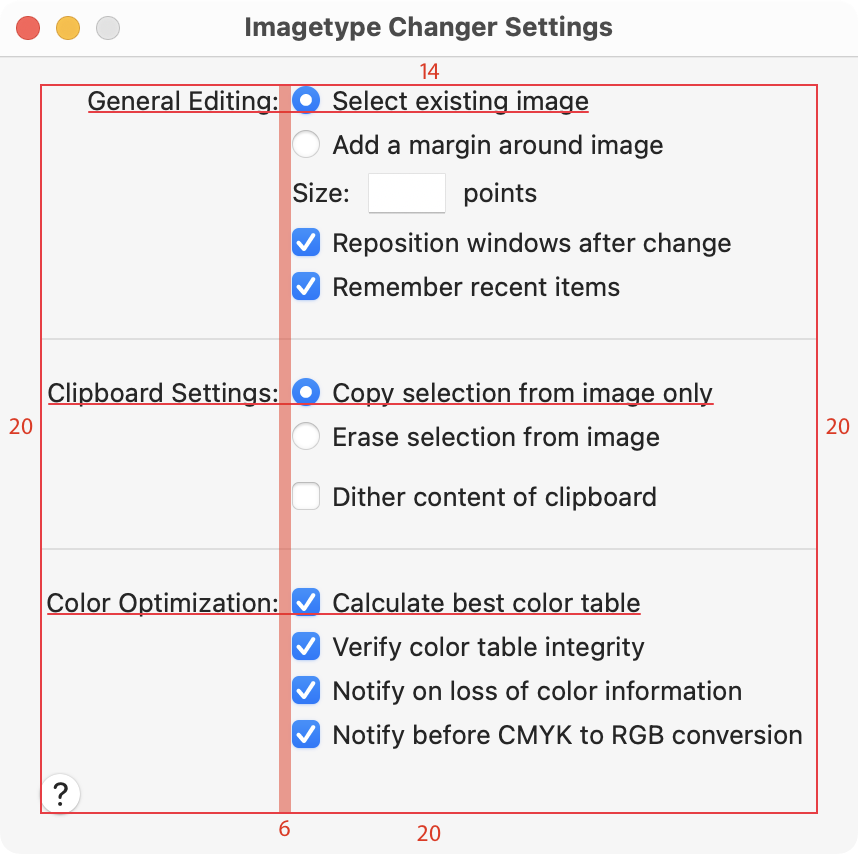 Imagetype Changer Settings
14
General Editing: Select existing image
Add a margin around image
Size: points
Reposition windows after change
Remember recent items
Clipboard Settings: Copy selection from image only
20 20
Erase selection from image
Dither content of clipboard
Color Optimization: Calculate best color table
Verify color table integrity
Notify on loss of color information
Notify before CMYK to RGB conversion
?
6 20